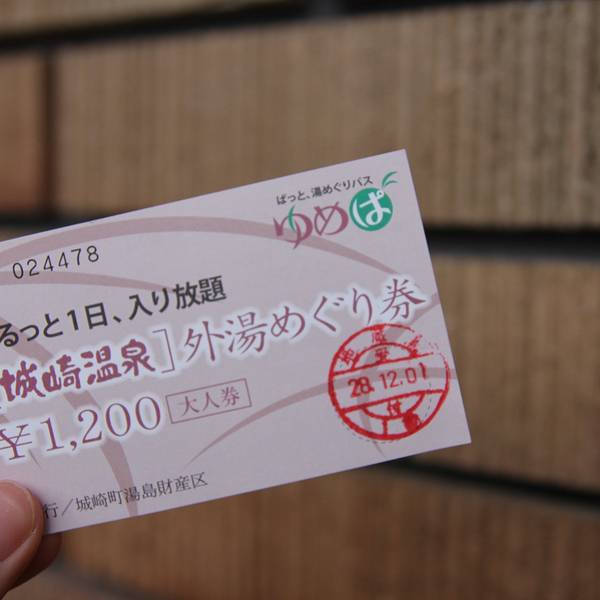 ぱっと、湯めぐりパス
ゆめぱ
024478
るっと1日、入り放題
[城崎温泉]外湯めぐり券
¥1,200 大人券
28.12.01
行/城崎町湯島財産区